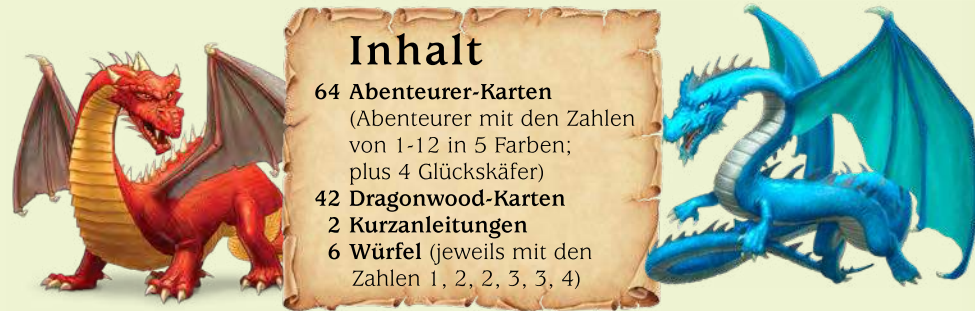 Inhalt
64 Abenteurer-Karten
(Abenteurer mit den Zahlen
von 1-12 in 5 Farben;
plus 4 Glückskäfer)
42 Dragonwood-Karten
2 Kurzanleitungen
6 Würfel (jeweils mit den
Zahlen 1, 2, 2, 3, 3, 4)